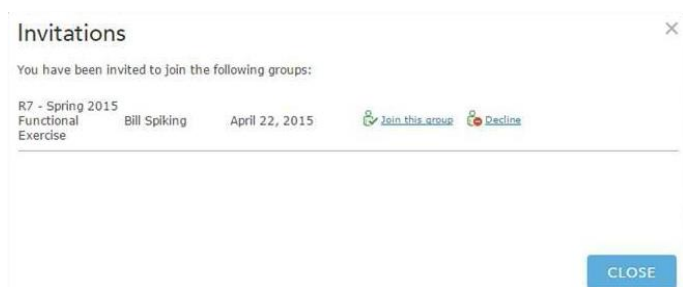 Invitations
You have been invited to join the following groups:
R7 - Spring 2015
Functional Bill Spiking April 22, 2015 Join this group Decline
Exercise
CLOSE